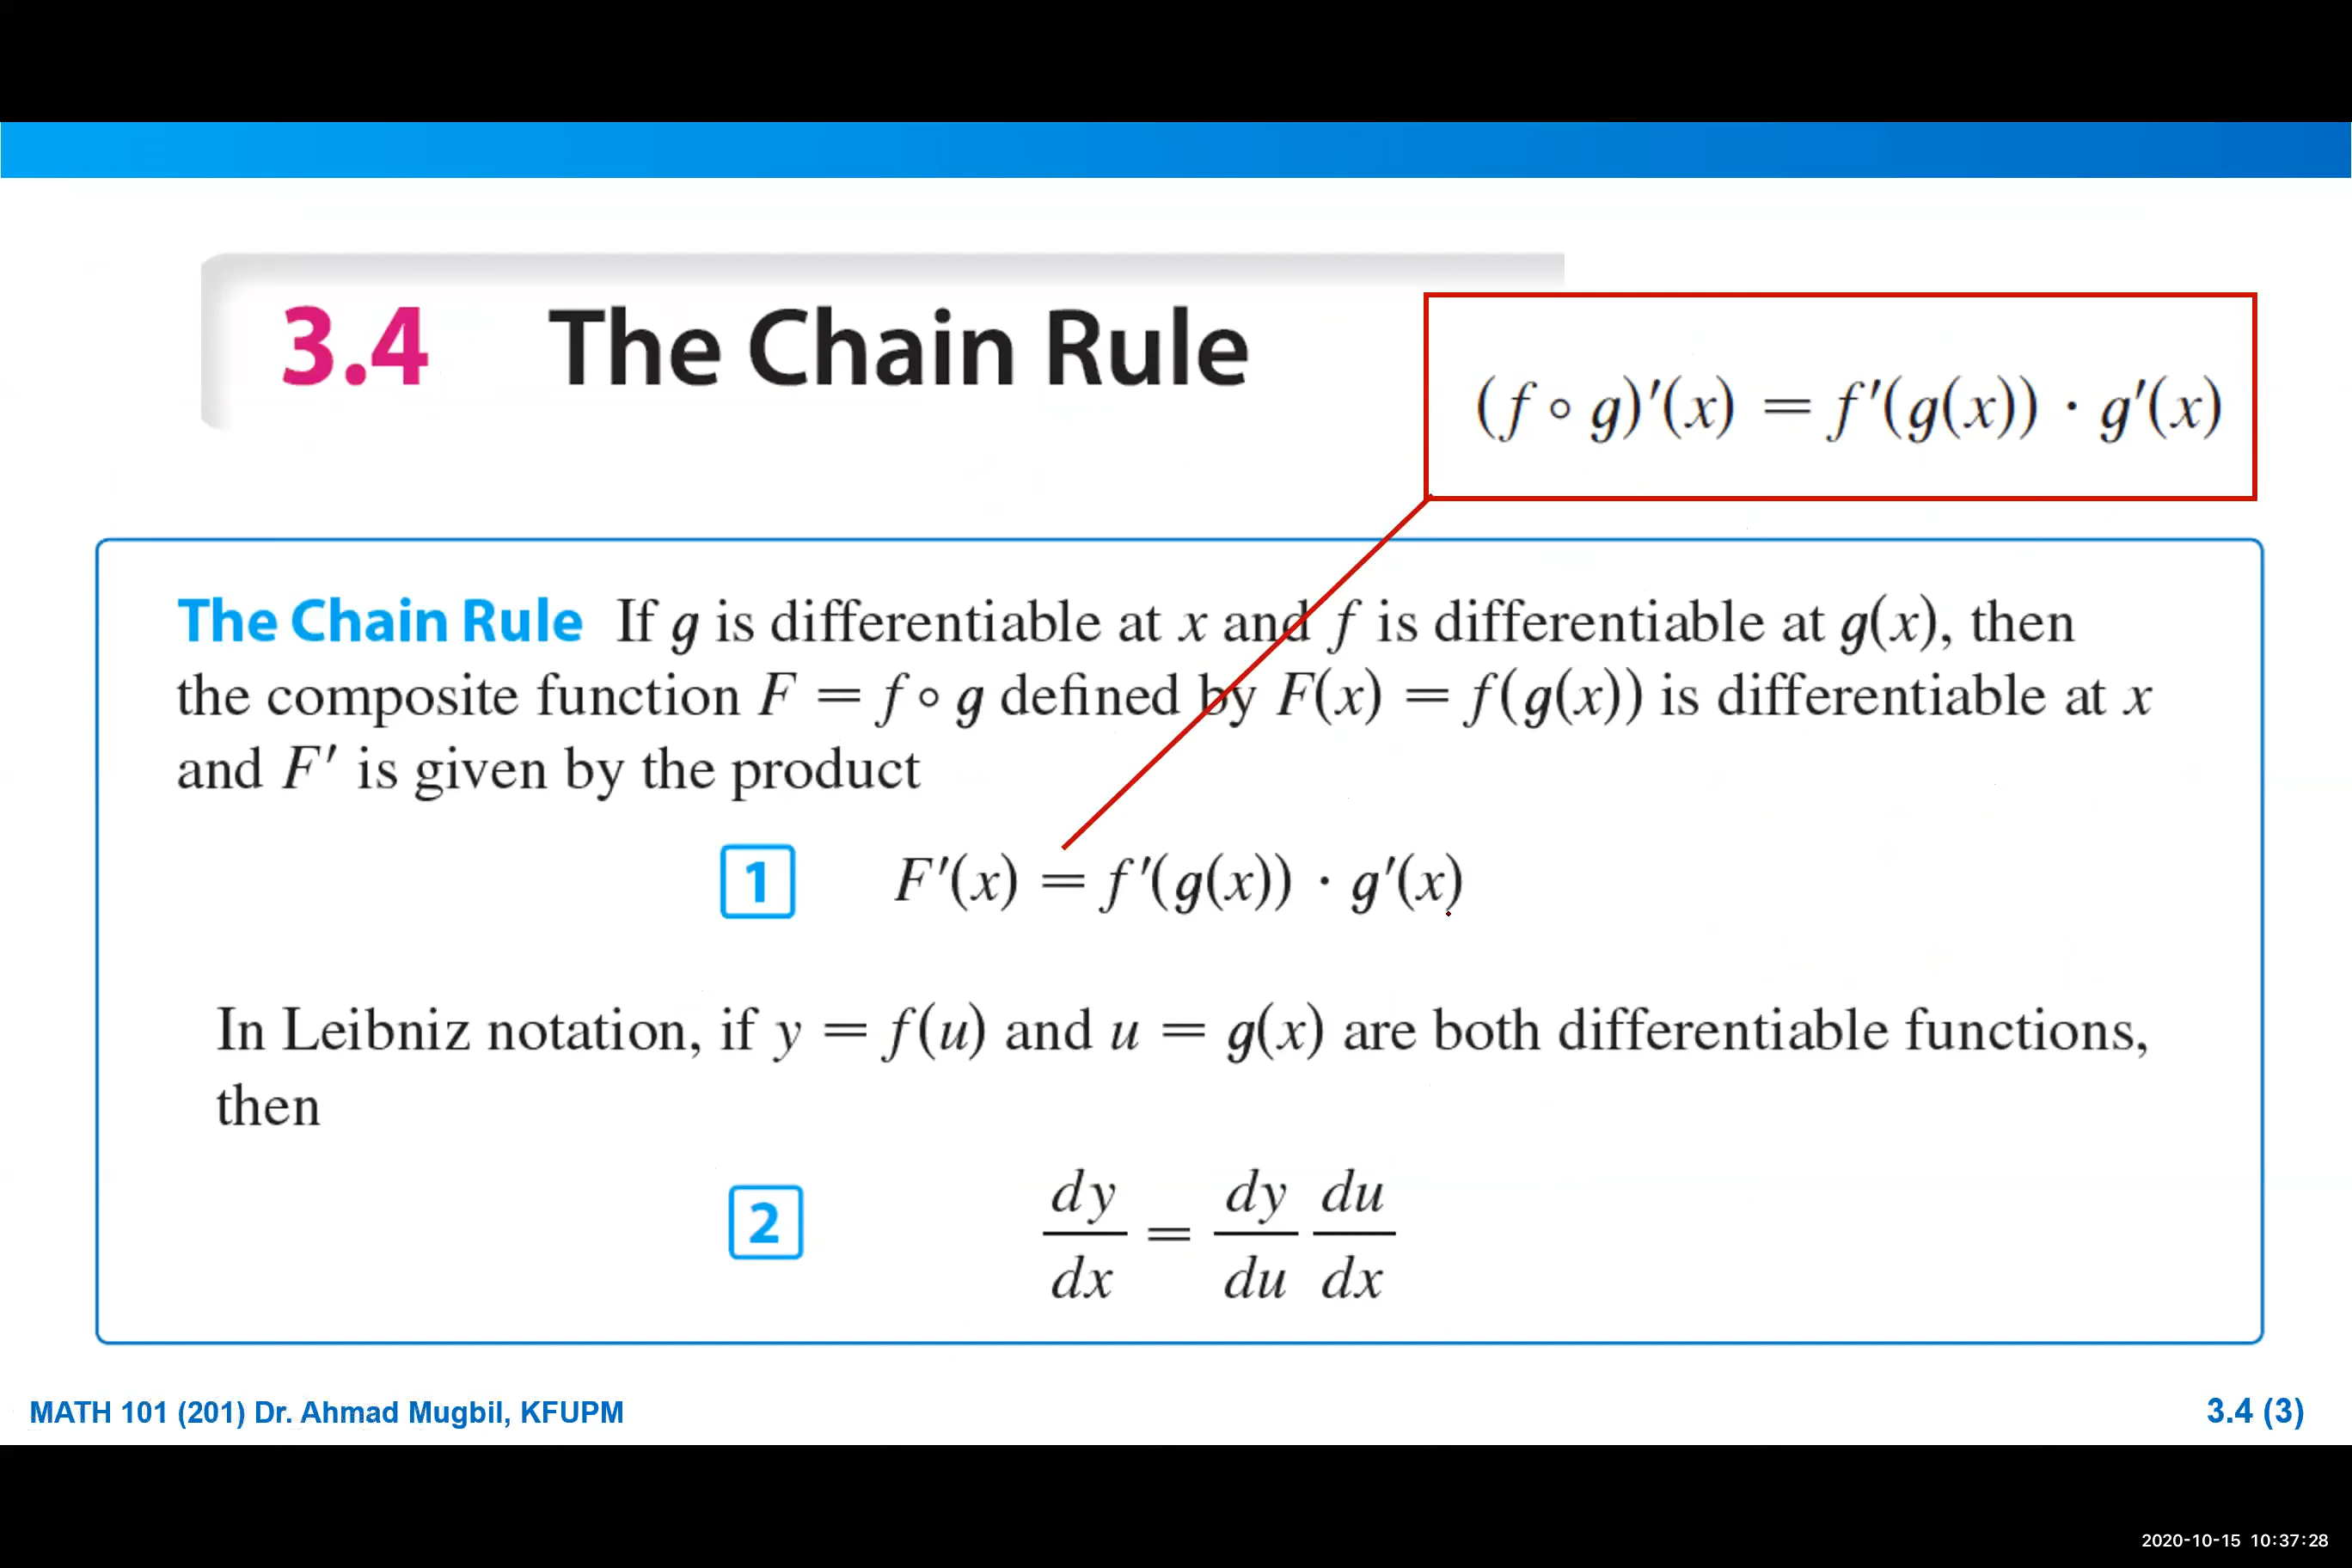 3.4 The Chain Rule
(f ∘ g)′(x) = f′(g(x)) · g′(x)
The Chain Rule If g is differentiable at x and f is differentiable at g(x), then
the composite function F = f ∘ g defined by F(x) = f(g(x)) is differentiable at x
and F′ is given by the product
1 F′(x) = f′(g(x)) · g′(x)
In Leibniz notation, if y = f(u) and u = g(x) are both differentiable functions,
then
2 dy/dx = dy/du du/dx
MATH 101 (201) Dr. Ahmad Mugbil, KFUPM 3.4 (3)
2020-10-15 10:37:28